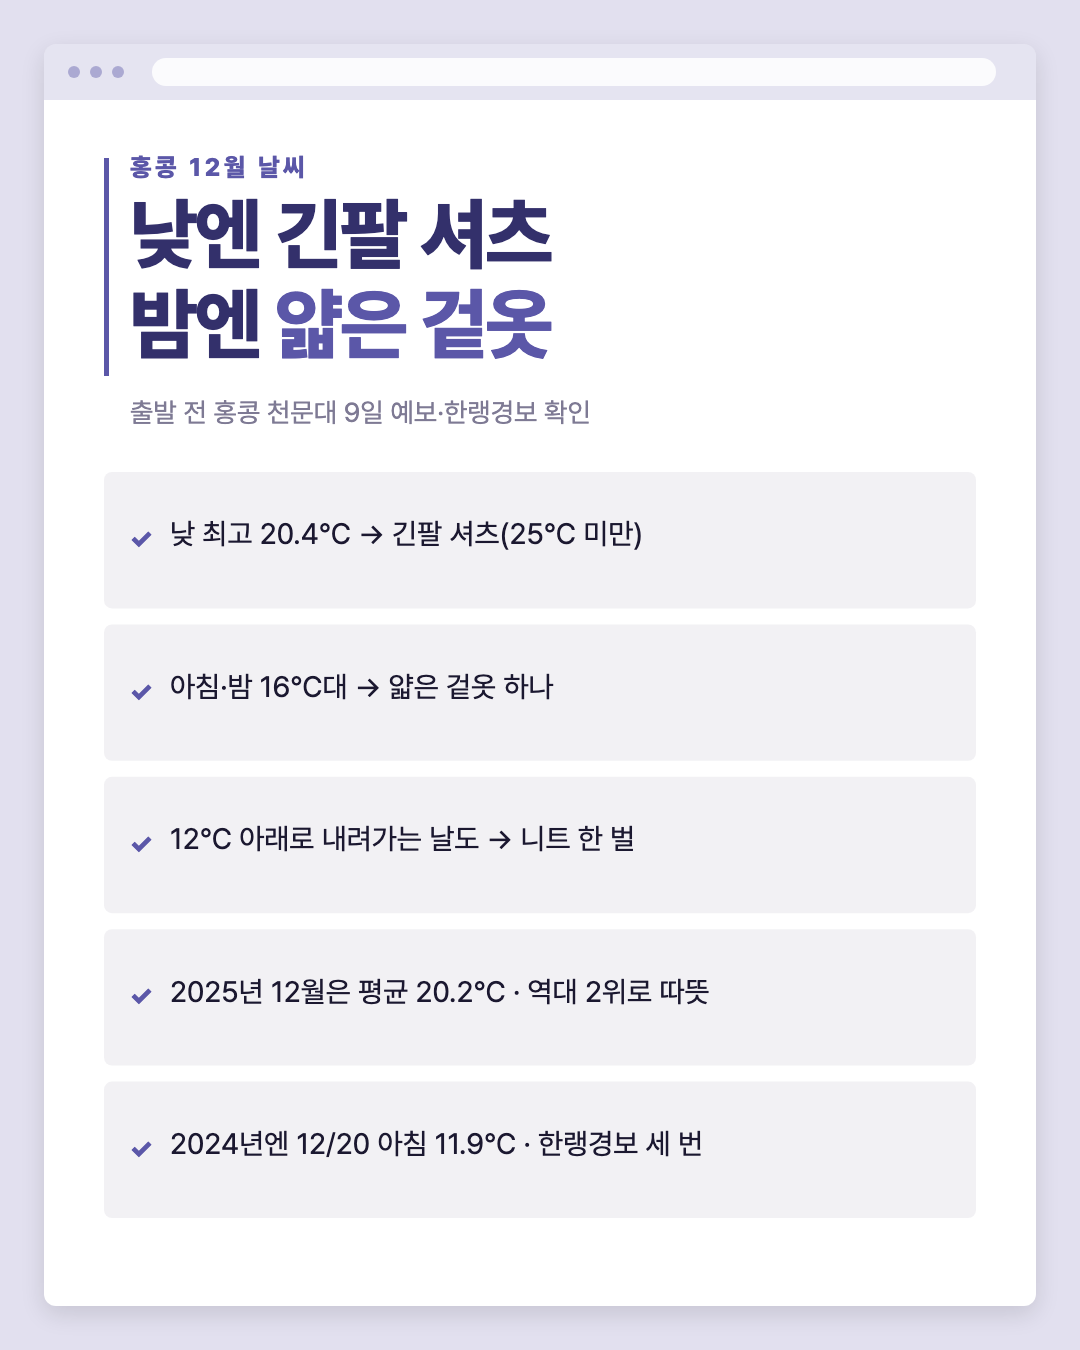 홍콩 12월 날씨
낮엔 긴팔 셔츠
밤엔 얇은 겉옷
출발 전 홍콩 천문대 9일 예보·한랭경보 확인
낮 최고 20.4°C → 긴팔 셔츠(25°C 미만)
아침·밤 16°C대 → 얇은 겉옷 하나
12°C 아래로 내려가는 날도 → 니트 한 벌
2025년 12월은 평균 20.2°C · 역대 2위로 따뜻
2024년엔 12/20 아침 11.9°C · 한랭경보 세 번